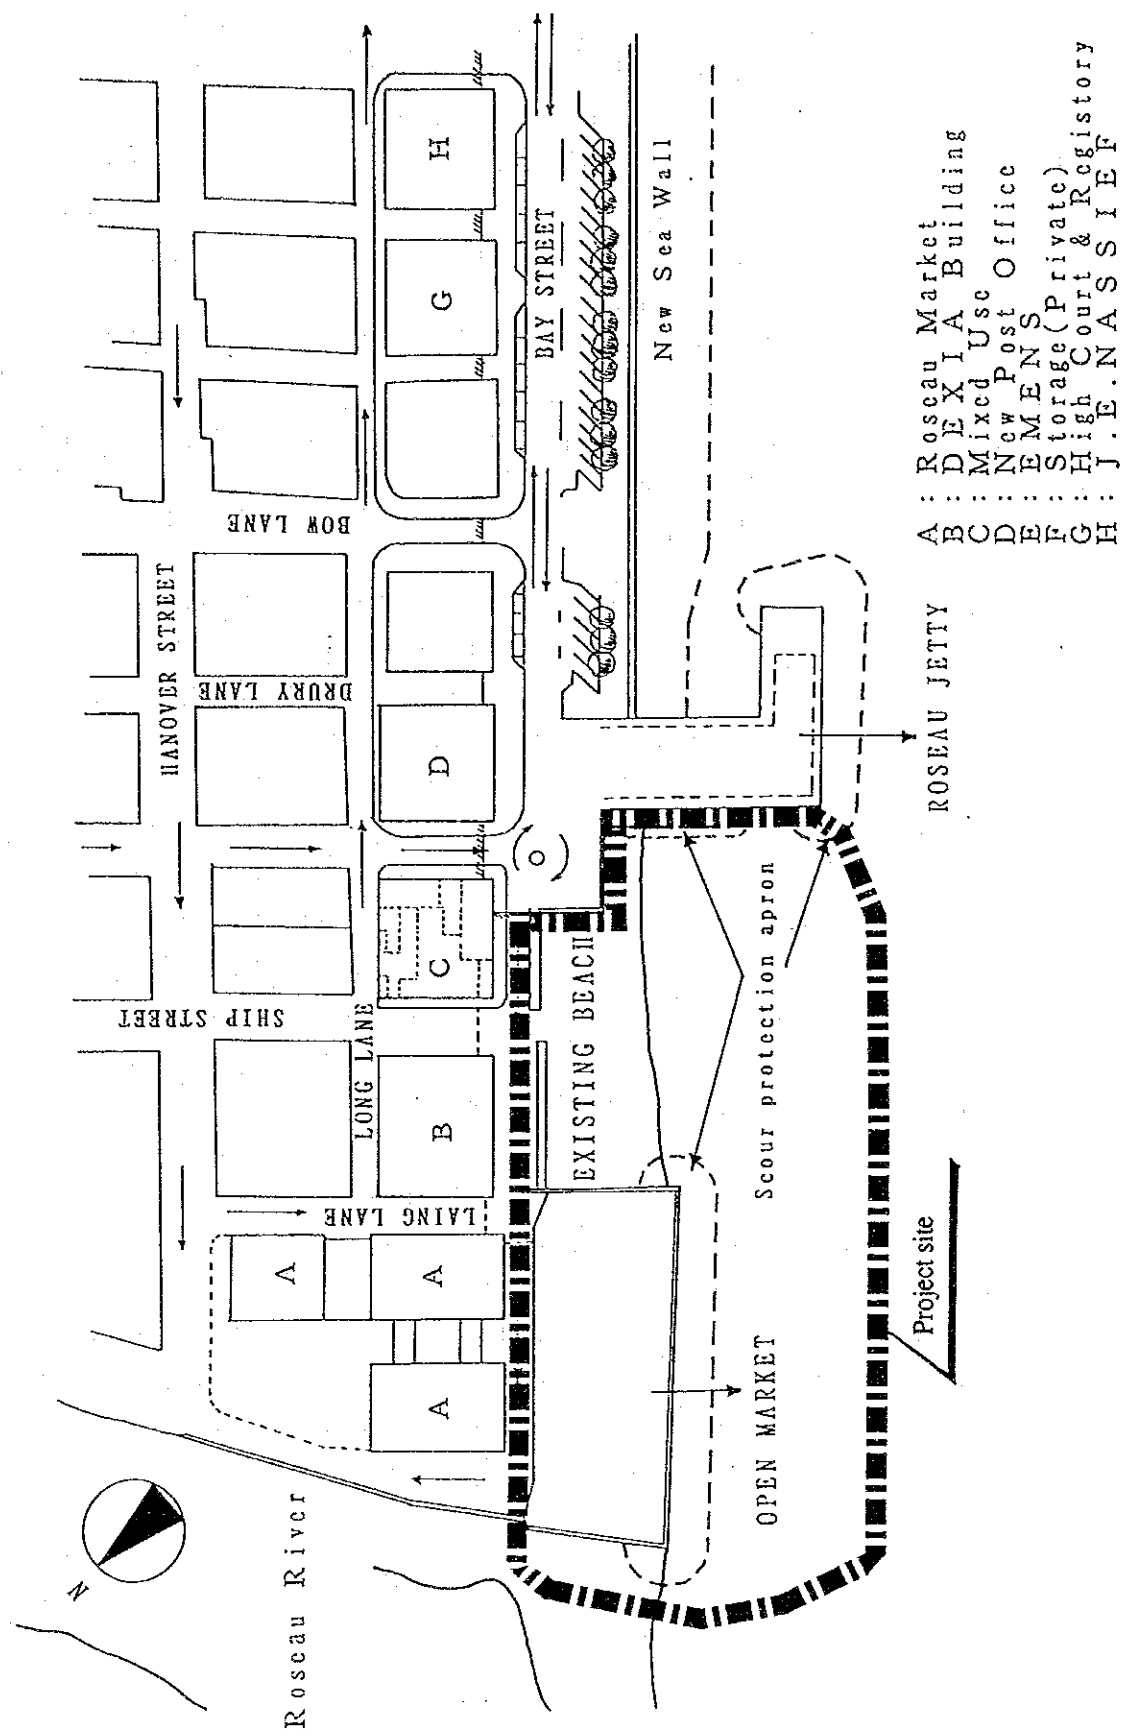 N
Roseau River
HANOVER STREET
SHIP STREET
DRURY LANE
BOW LANE
LAING LANE
LONG LANE
BAY STREET
A
A
A
B
C
D
G
H
EXISTING BEACH
New Sea Wall
Scour protection apron
OPEN MARKET
ROSEAU JETTY
Project site
A : Roseau Market
B : DEXIA Building
C : Mixed Use
D : New Post Office
E : EMENS
F : Storage(Private)
G : High Court & Registory
H : J.E.NASSIEF